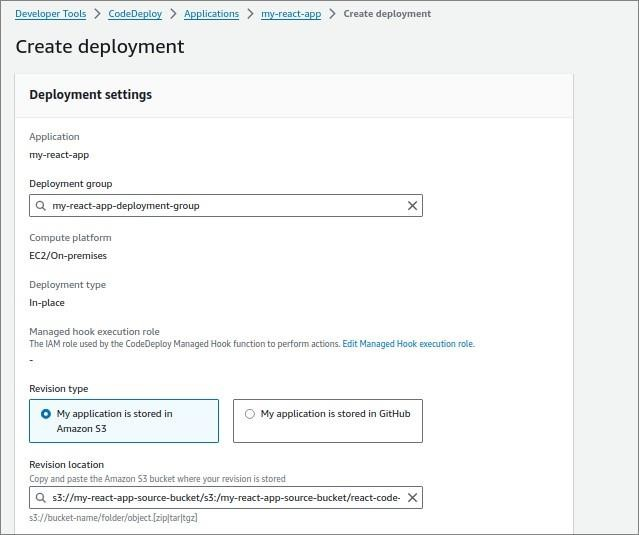 Developer Tools > CodeDeploy > Applications > my-react-app > Create deployment
Create deployment
Deployment settings
Application
my-react-app
Deployment group
my-react-app-deployment-group
Compute platform
EC2/On-premises
Deployment type
In-place
Managed hook execution role
The IAM role used by the CodeDeploy Managed Hook function to perform actions. Edit Managed Hook execution role.
-
Revision type
My application is stored in
Amazon S3
My application is stored in GitHub
Revision location
Copy and paste the Amazon S3 bucket where your revision is stored
s3://my-react-app-source-bucket/s3:/my-react-app-source-bucket/react-code-
s3://bucket-name/folder/object.[zip|tar|tgz]